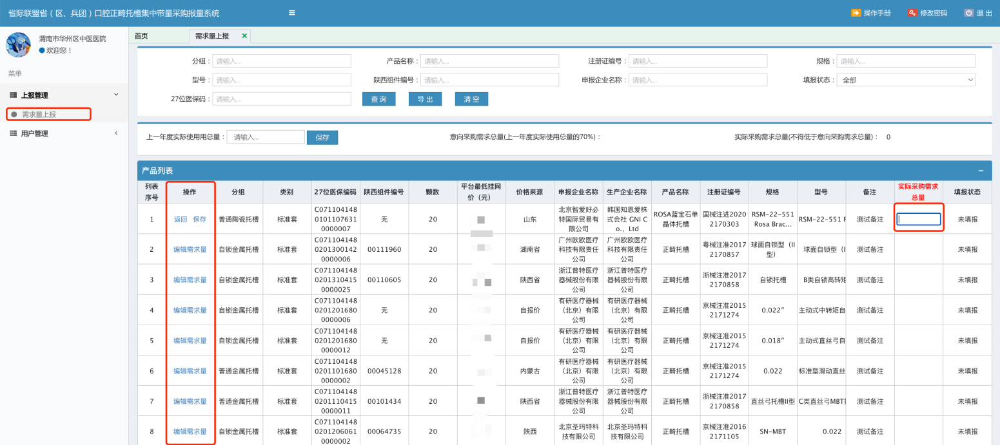 省际联盟省（区、兵团）口腔正畸托槽集中带量采购报量系统
操作手册 修改密码 退 出
渭南市华州区中医医院
欢迎您！
菜单
上报管理
需求量上报
用户管理
首页 需求量上报
分组： 请输入... 产品名称： 请输入... 注册证编号： 请输入... 规格： 请输入...
型号： 请输入... 陕西组件编号： 请输入... 申报企业名称： 请输入... 填报状态： 全部
27位医保码： 请输入... 查 询 导 出 清 空
上一年度实际使用用总量： 请输入... 保存 意向采购需求总量(上一年度实际使用总量的70%)： 实际采购需求总量(不得低于意向采购需求总量)： 0
产品列表
列表序号 操作 分组 类别 27位医保编码 陕西组件编号 颗数 平台最低挂网价（元） 价格来源 申报企业名称 生产企业名称 产品名称 注册证编号 规格 型号 备注 实际采购需求总量 填报状态
1 返回 保存 普通陶瓷托槽 标准套 C07110414801011076310000007 无 20 山东 北京智爱好必特国际贸易有限公司 韩国知恩爱株式会社 GNI Co.，Ltd ROSA蓝宝石单晶体托槽 国械注进20202170303 RSM-22-551 Rosa Brac... RSM-22-551 测试备注 未填报
2 编辑需求量 自锁金属托槽 标准套 C07110414802013001420000006 00111960 20 湖南省 广州欧欧医疗科技有限责任公司 广州欧欧医疗科技有限责任公司 正畸托槽 粤械注准20172170857 球面自锁型（II型） 球面自锁型（I 测试备注 未填报
3 编辑需求量 自锁金属托槽 标准套 C07110414802013104150000025 00110605 20 陕西省 浙江普特医疗器械股份有限公司 浙江普特医疗器械股份有限公司 正畸托槽 浙械注准20172170858 自锁托槽 B类自锁高转矩 测试备注 未填报
4 编辑需求量 自锁金属托槽 标准套 C07110414802012016800000006 无 20 自报价 有研医疗器械（北京）有限公司 有研医疗器械（北京）有限公司 正畸托槽 京械注准20152171274 0.022” 主动式中转矩自 测试备注 未填报
5 编辑需求量 自锁金属托槽 标准套 C07110414802012016800000012 无 20 自报价 有研医疗器械（北京）有限公司 有研医疗器械（北京）有限公司 正畸托槽 京械注准20152171274 0.018” 主动式直丝弓自 测试备注 未填报
6 编辑需求量 普通金属托槽 标准套 C07110414802011016800000002 00045128 20 内蒙古 有研医疗器械（北京）有限公司 有研医疗器械（北京）有限公司 正畸托槽 京械注准20152171274 0.022 标准型滑动直丝 测试备注 未填报
7 编辑需求量 普通金属托槽 标准套 C07110414802011104150000011 00101434 20 陕西省 浙江普特医疗器械股份有限公司 浙江普特医疗器械股份有限公司 正畸托槽 浙械注准20172170858 直丝弓托槽II型 C类直丝弓MBT 测试备注 未填报
8 编辑需求量 自锁金属托槽 标准套 C07110414802012060610000002 00064735 20 陕西 北京圣玛特科技有限公司 北京圣玛特科技有限公司 正畸托槽 京械注准20162171105 SN-MBT 0.022 测试备注 未填报